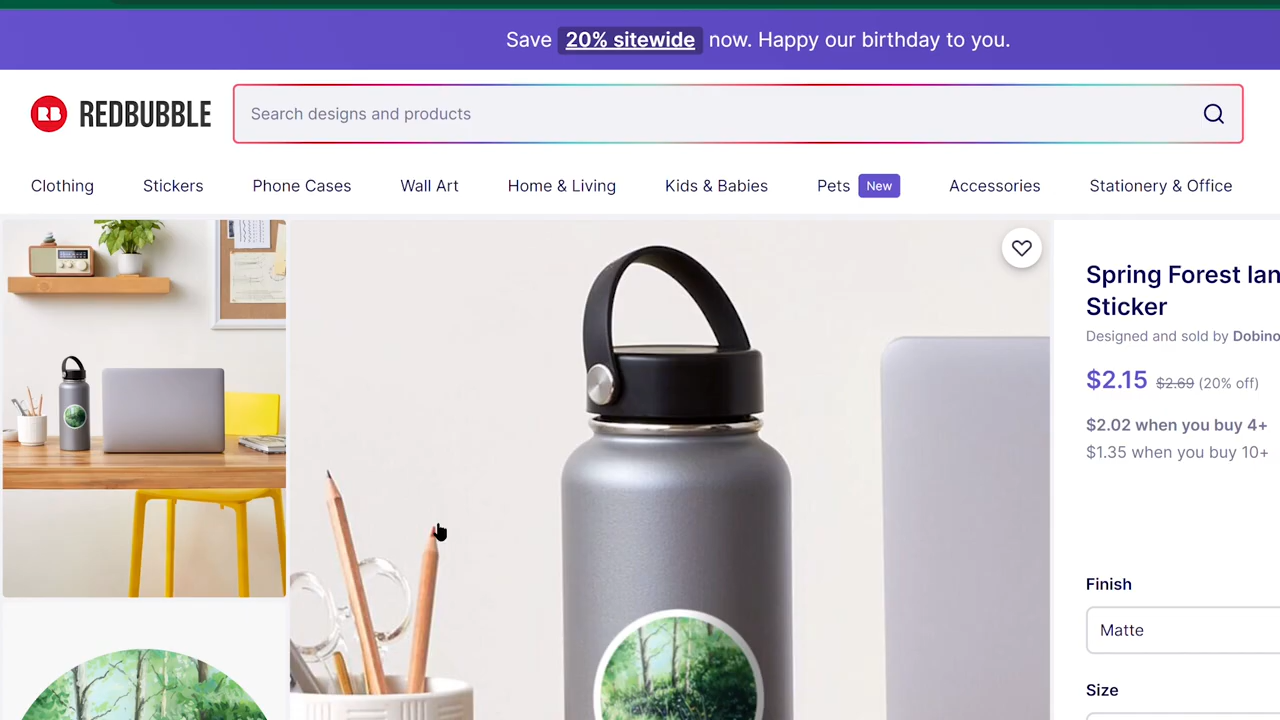 Save 20% sitewide now. Happy our birthday to you.
RB REDBUBBLE
Search designs and products
Clothing Stickers Phone Cases Wall Art Home & Living Kids & Babies Pets New Accessories Stationery & Office
Spring Forest lan
Sticker
Designed and sold by Dobino
$2.15 $2.69 (20% off)
$2.02 when you buy 4+
$1.35 when you buy 10+
Finish
Matte
Size